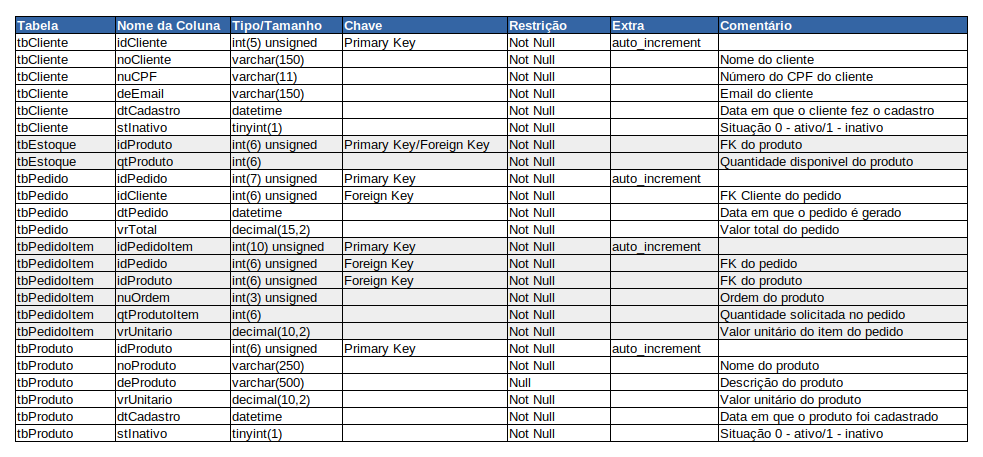 Tabela Nome da Coluna Tipo/Tamanho Chave Restrição Extra Comentário
tbCliente idCliente int(5) unsigned Primary Key Not Null auto_increment
tbCliente noCliente varchar(150) Not Null Nome do cliente
tbCliente nuCPF varchar(11) Not Null Número do CPF do cliente
tbCliente deEmail varchar(150) Not Null Email do cliente
tbCliente dtCadastro datetime Not Null Data em que o cliente fez o cadastro
tbCliente stInativo tinyint(1) Not Null Situação 0 - ativo/1 - inativo
tbEstoque idProduto int(6) unsigned Primary Key/Foreign Key Not Null FK do produto
tbEstoque qtProduto int(6) Not Null Quantidade disponivel do produto
tbPedido idPedido int(7) unsigned Primary Key Not Null auto_increment
tbPedido idCliente int(6) unsigned Foreign Key Not Null FK Cliente do pedido
tbPedido dtPedido datetime Not Null Data em que o pedido é gerado
tbPedido vrTotal decimal(15,2) Not Null Valor total do pedido
tbPedidoItem idPedidoItem int(10) unsigned Primary Key Not Null auto_increment
tbPedidoItem idPedido int(6) unsigned Foreign Key Not Null FK do pedido
tbPedidoItem idProduto int(6) unsigned Foreign Key Not Null FK do produto
tbPedidoItem nuOrdem int(3) unsigned Not Null Ordem do produto
tbPedidoItem qtProdutoItem int(6) Not Null Quantidade solicitada no pedido
tbPedidoItem vrUnitario decimal(10,2) Not Null Valor unitário do item do pedido
tbProduto idProduto int(6) unsigned Primary Key Not Null auto_increment
tbProduto noProduto varchar(250) Not Null Nome do produto
tbProduto deProduto varchar(500) Null Descrição do produto
tbProduto vrUnitario decimal(10,2) Not Null Valor unitário do produto
tbProduto dtCadastro datetime Not Null Data em que o produto foi cadastrado
tbProduto stInativo tinyint(1) Not Null Situação 0 - ativo/1 - inativo